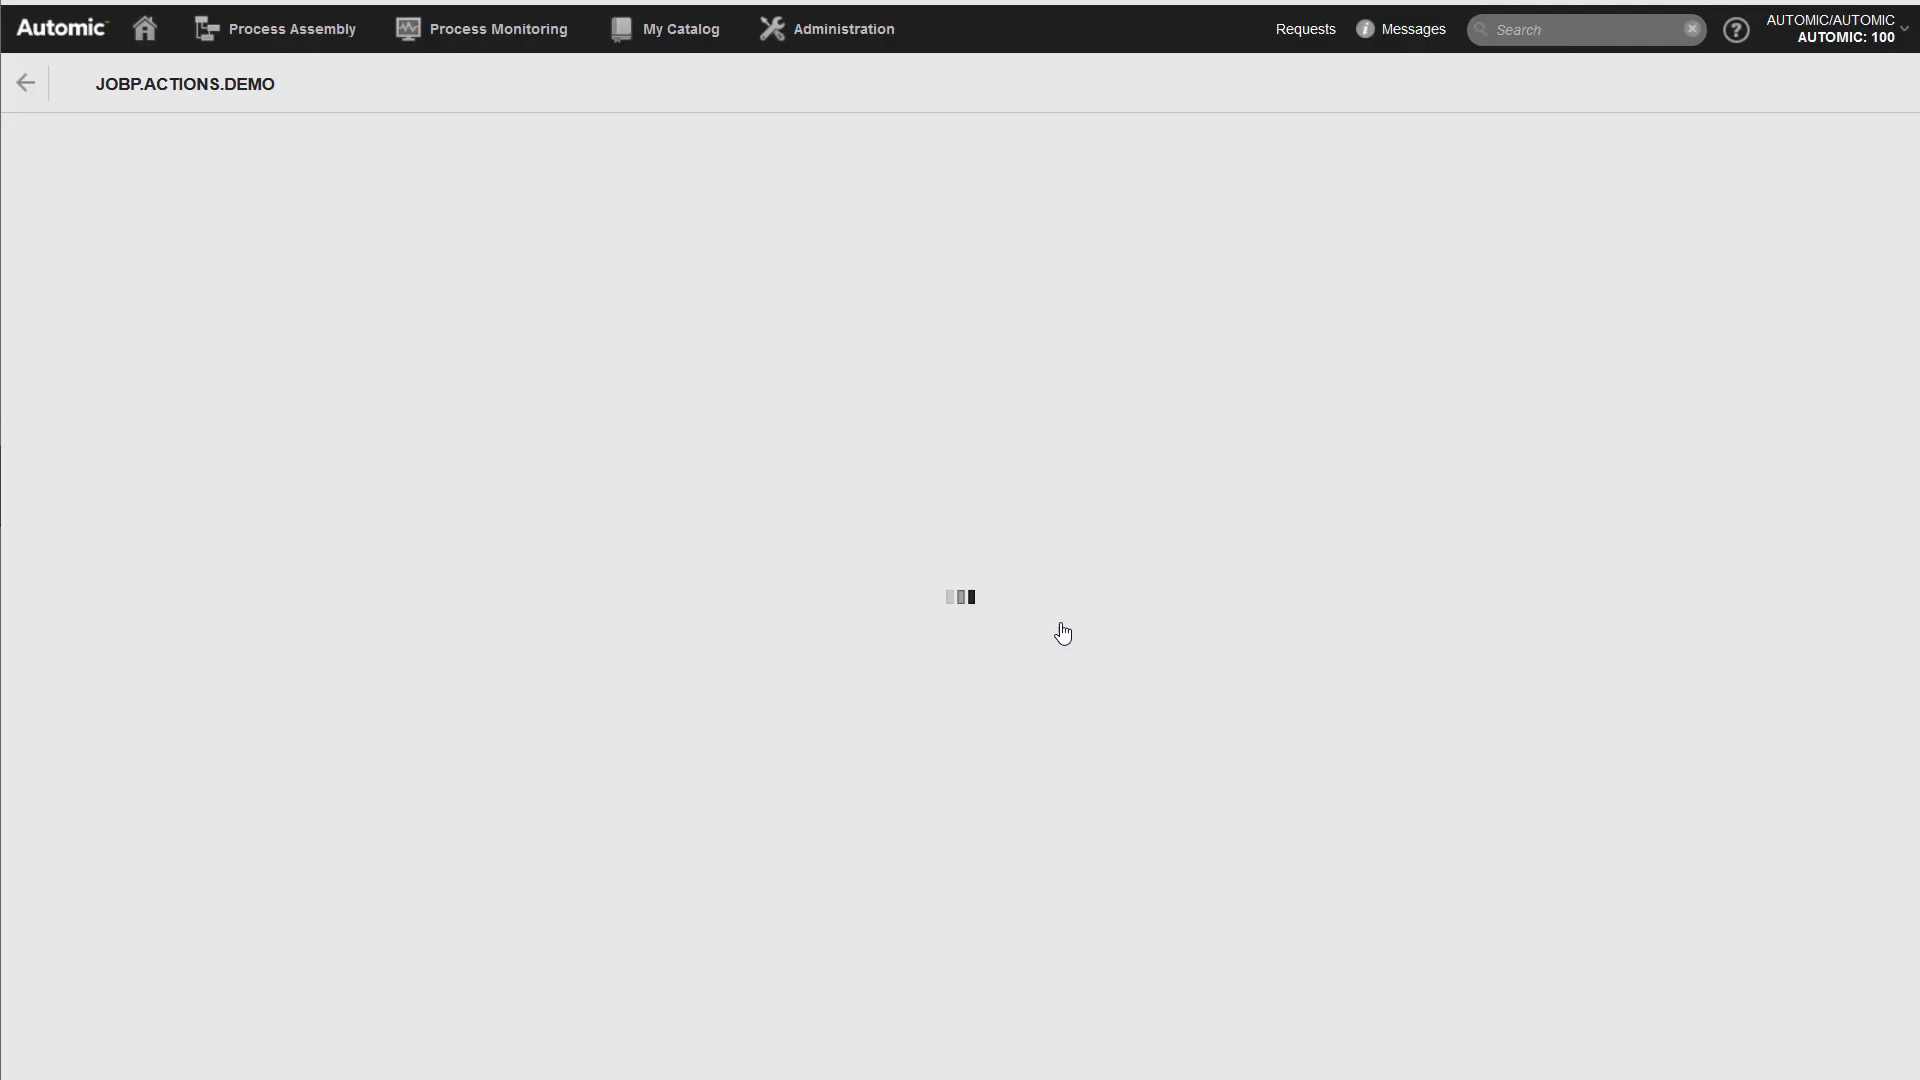 Automic
Process Assembly
Process Monitoring
My Catalog
Administration
Requests
i
Messages
Search
?
AUTOMIC/AUTOMIC
AUTOMIC: 100
JOBP.ACTIONS.DEMO